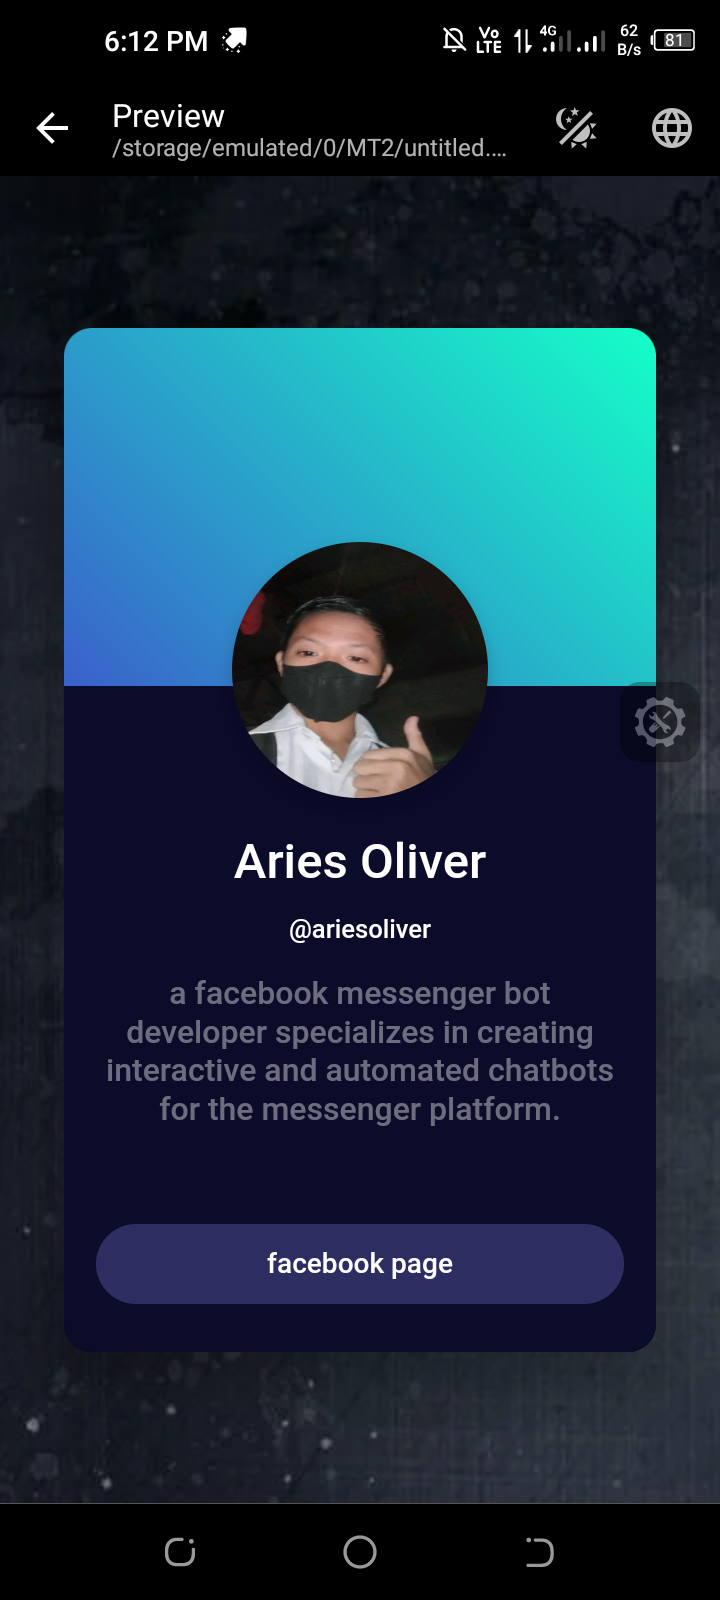 6:12 PM
Vo
LTE
4G
62
B/s
81
Preview
/storage/emulated/0/MT2/untitled....
Aries Oliver
@ariesoliver
a facebook messenger bot
developer specializes in creating
interactive and automated chatbots
for the messenger platform.
facebook page